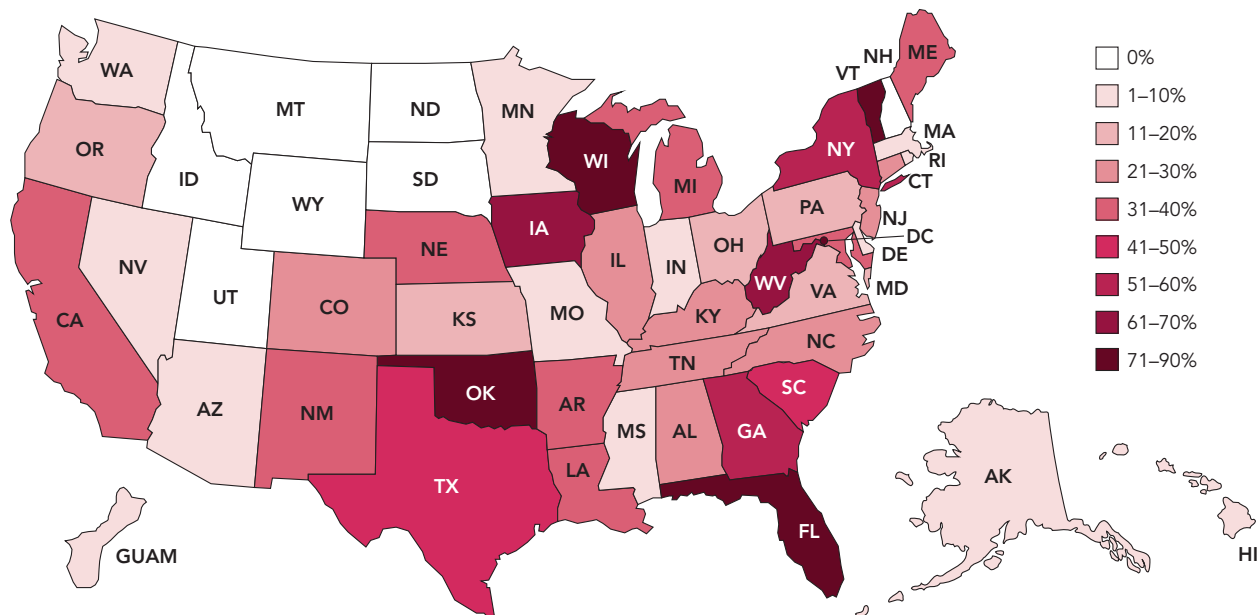 WA
MT
ND
MN
OR
ID
WY
SD
WI
MI
VT
NH
ME
NY
MA
RI
CT
NV
UT
CO
NE
IA
IL
IN
OH
PA
NJ
DC
DE
MD
CA
AZ
NM
KS
MO
KY
WV
VA
TN
NC
OK
AR
MS
AL
GA
SC
TX
LA
FL
GUAM
AK
HI
0%
1–10%
11–20%
21–30%
31–40%
41–50%
51–60%
61–70%
71–90%